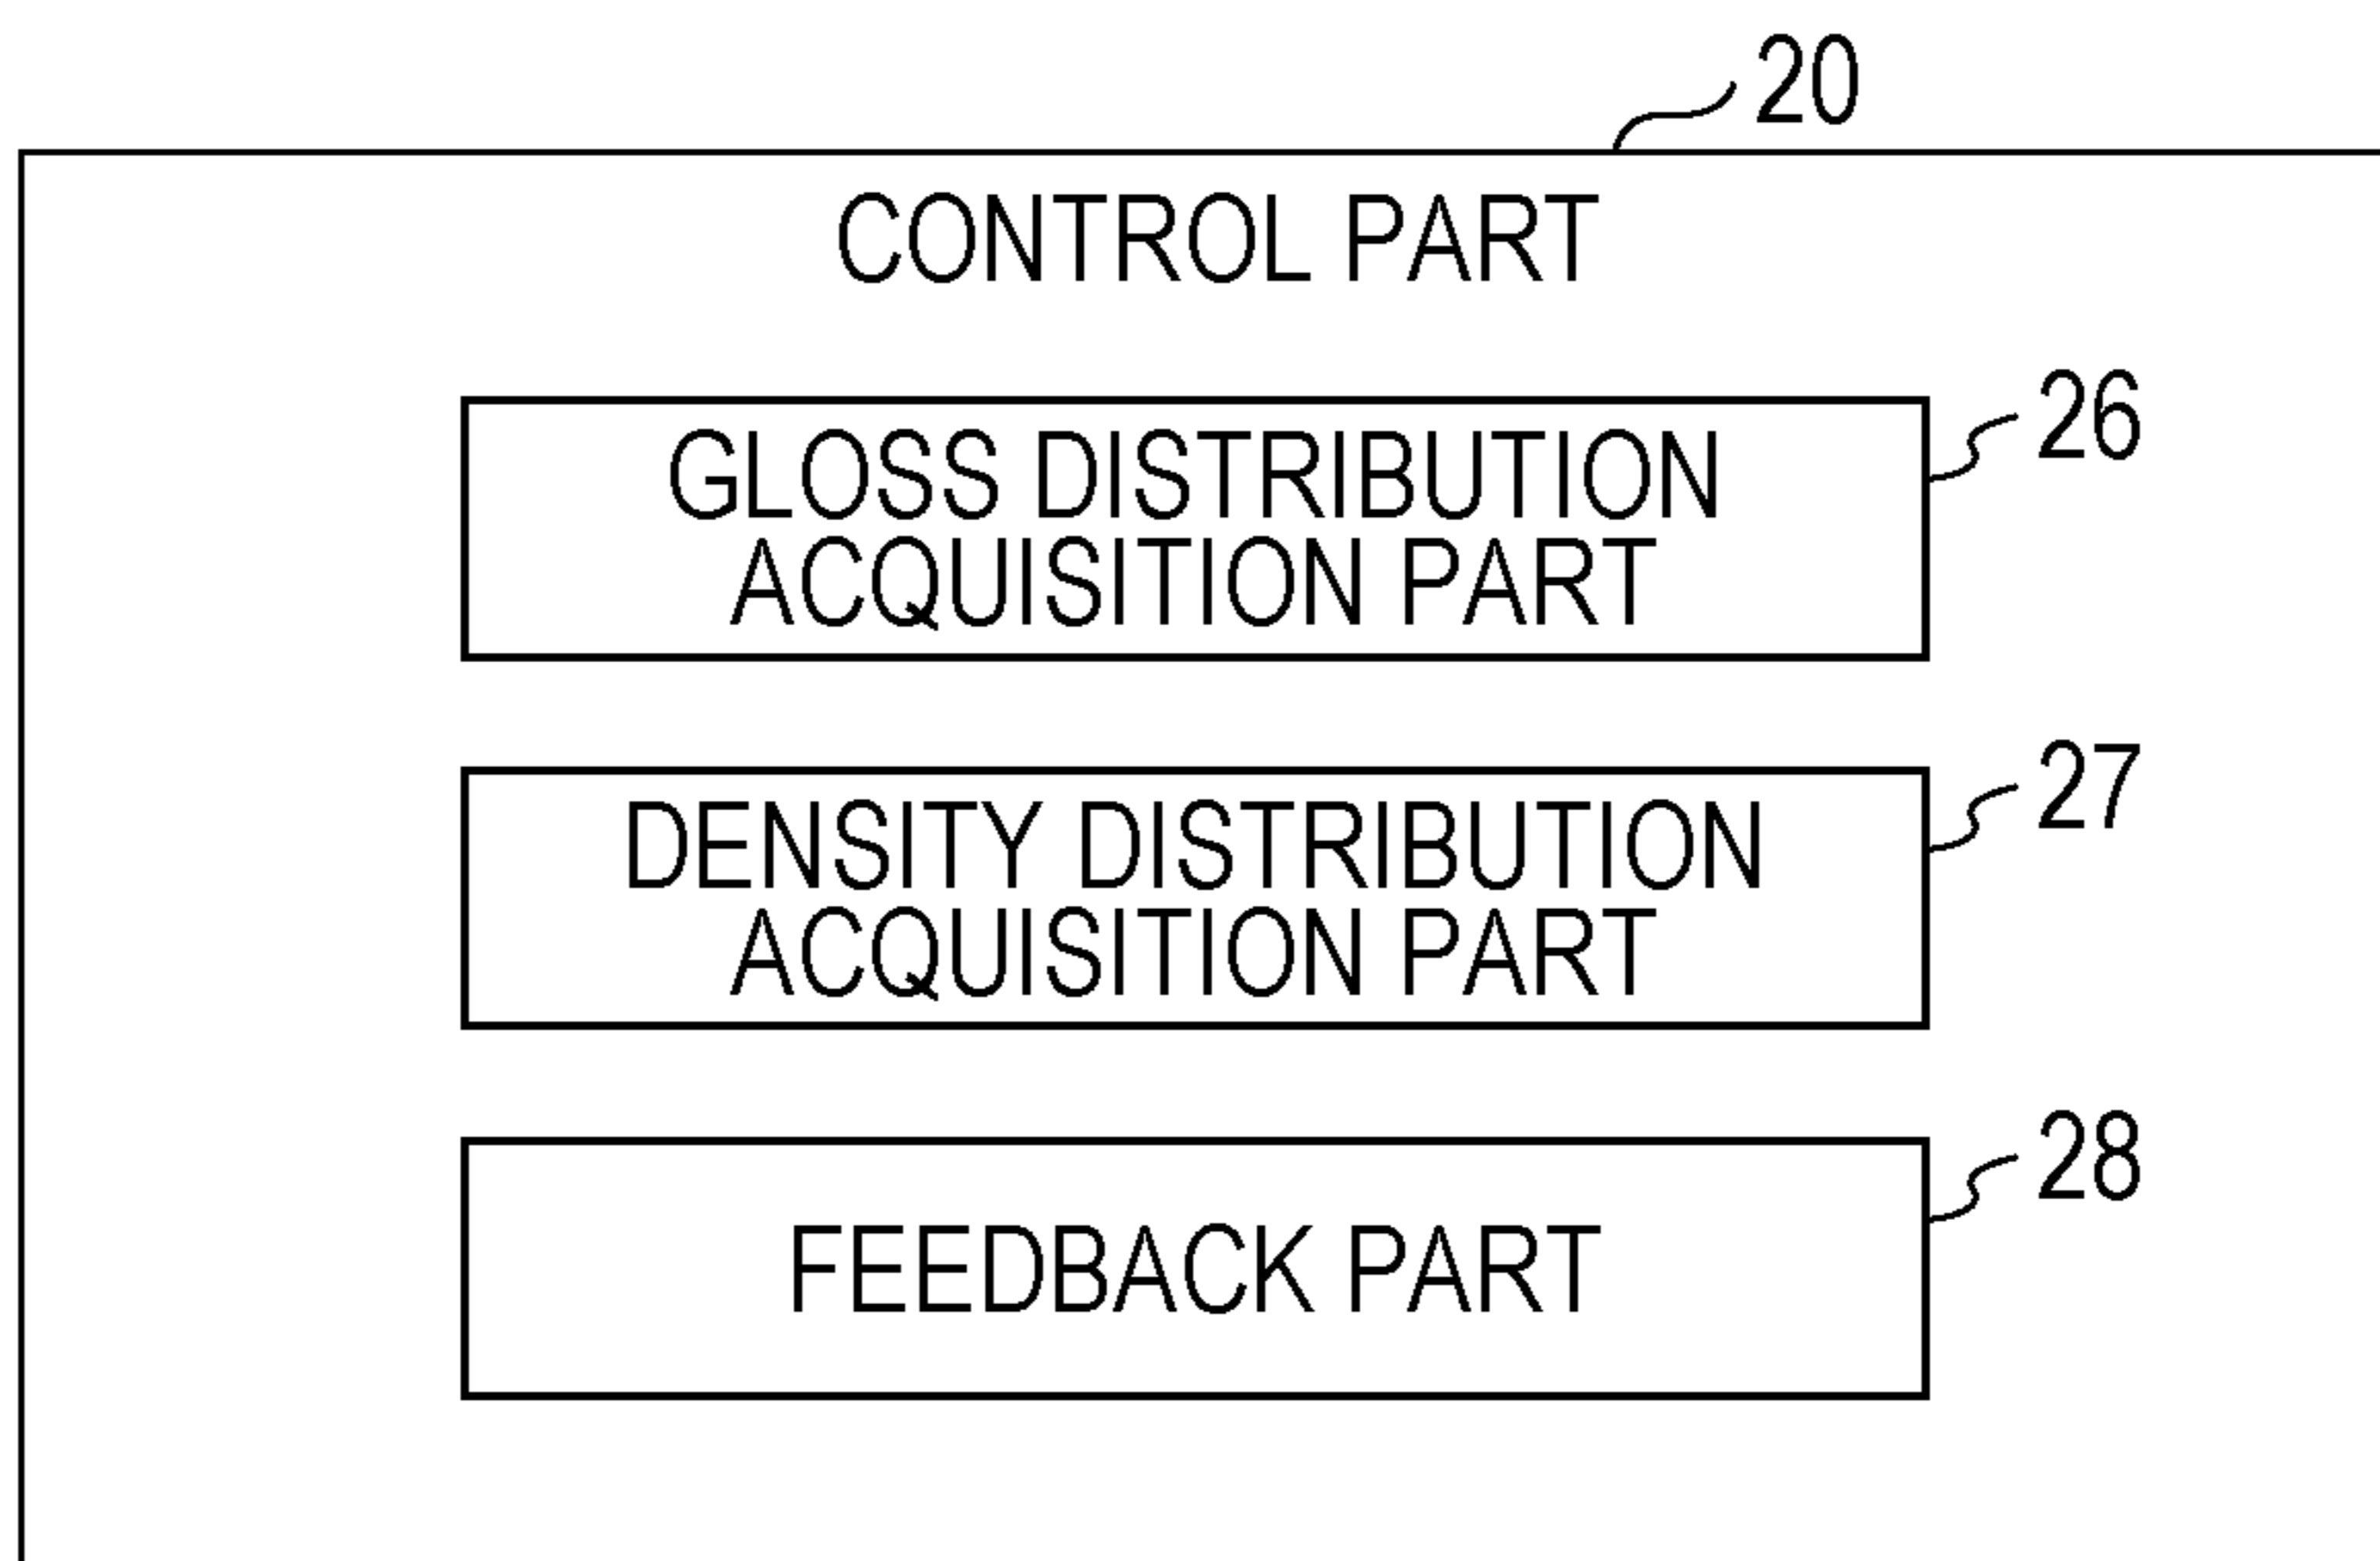 20
CONTROL PART
26
GLOSS DISTRIBUTION
ACQUISITION PART
27
DENSITY DISTRIBUTION
ACQUISITION PART
28
FEEDBACK PART